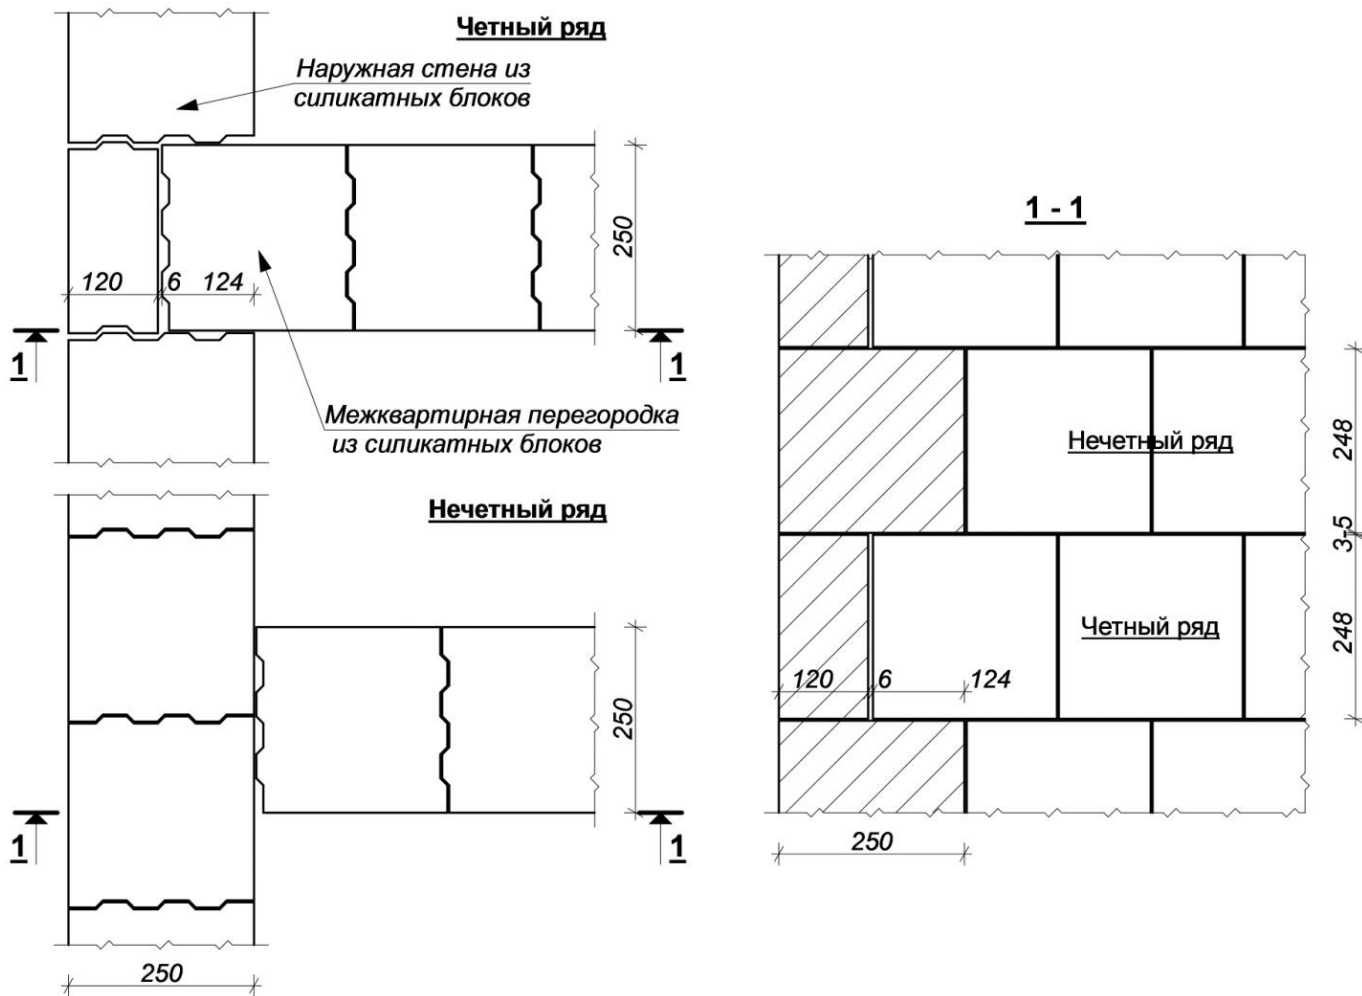 Четный ряд
Наружная стена из
силикатных блоков
250
120 6 124
1 1
Межквартирная перегородка
из силикатных блоков
Нечетный ряд
250
1 1
250
1 - 1
248
Нечетный ряд
3-5
Четный ряд
248
120 6 124
250